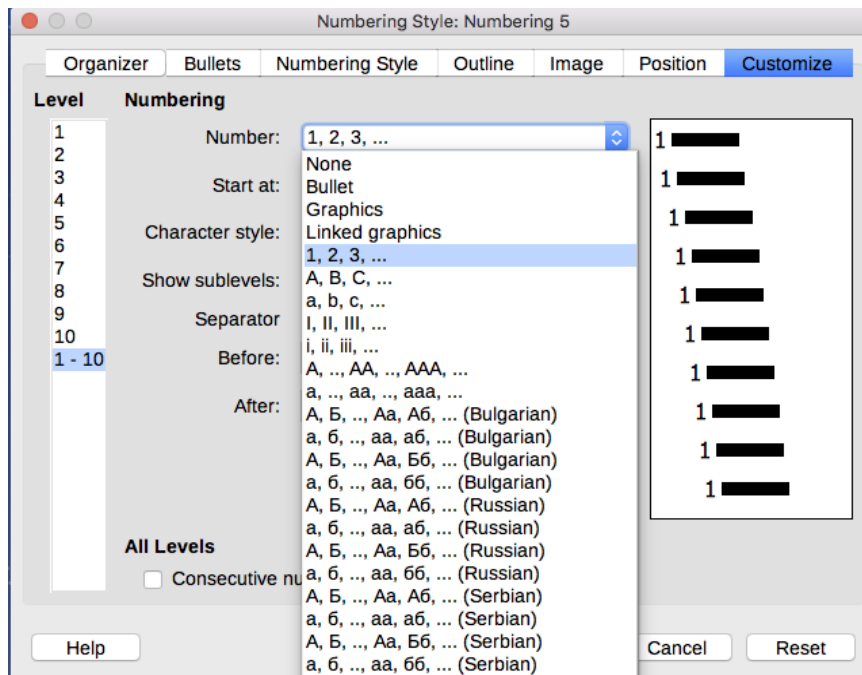 Numbering Style: Numbering 5
Organizer Bullets Numbering Style Outline Image Position Customize
Level Numbering
1
2
3
4
5
6
7
8
9
10
1 - 10
Number: 1, 2, 3, ...
Start at:
Character style:
Show sublevels:
Separator
Before:
After:
None
Bullet
Graphics
Linked graphics
1, 2, 3, ...
A, B, C, ...
a, b, c, ...
I, II, III, ...
i, ii, iii, ...
A, .., AA, .., AAA, ...
a, .., aa, .., aaa, ...
А, Б, .., Аа, Аб, ... (Bulgarian)
а, б, .., аа, аб, ... (Bulgarian)
А, Б, .., Аа, Бб, ... (Bulgarian)
а, б, .., аа, бб, ... (Bulgarian)
А, Б, .., Аа, Аб, ... (Russian)
а, б, .., аа, аб, ... (Russian)
А, Б, .., Аа, Бб, ... (Russian)
а, б, .., аа, бб, ... (Russian)
А, Б, .., Аа, Аб, ... (Serbian)
а, б, .., аа, аб, ... (Serbian)
А, Б, .., Аа, Бб, ... (Serbian)
а, б, .., аа, бб, ... (Serbian)
1
1
1
1
1
1
1
1
1
1
All Levels
Consecutive nu
Help Cancel Reset